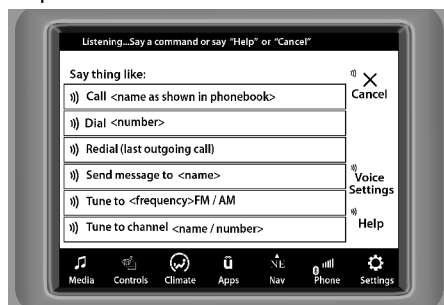 Listening...Say a command or say "Help" or "Cancel"
Say thing like:
Cancel
Call <name as shown in phonebook>
Dial <number>
Redial (last outgoing call)
Send message to <name>
Voice
Settings
Tune to <frequency>FM / AM
Help
Tune to channel <name / number>
ū NE
Media Controls Climate Apps Nav Phone Settings